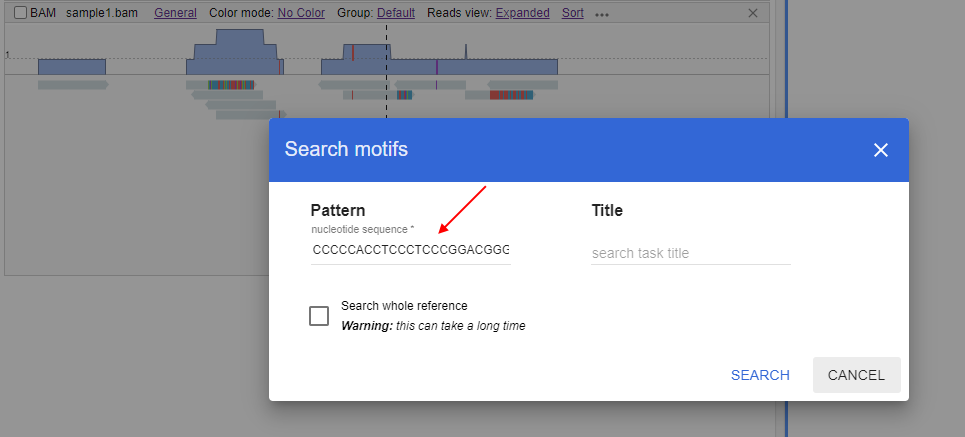 BAM sample1.bam General Color mode: No Color Group: Default Reads view: Expanded Sort
1
Search motifs
Pattern
Title
nucleotide sequence *
CCCCCACCTCCCTCCCGGACGGG
search task title
Search whole reference
Warning: this can take a long time
SEARCH CANCEL